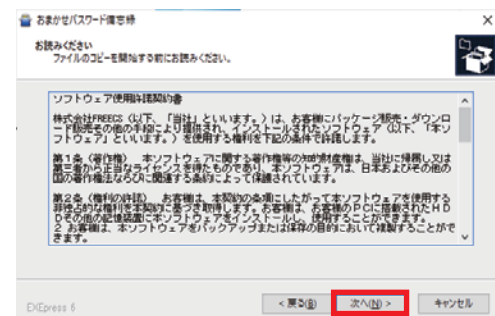 おまかせパスワード備忘録
お読みください
ファイルのコピーを開始する前にお読みください。
ソフトウェア使用許諾契約書
株式会社FREECS（以下、「当社」といいます。）は、お客様にパッケージ販売・ダウンロ
ード販売その他の手段により提供され、インストールされたソフトウェア（以下、「本ソ
フトウェア」といいます。）を使用する権利を下記の条件で許諾します。
第１条（著作権）　本ソフトウェアに関する著作権等の知的財産権は、当社に帰属し又は
第三者から正当なライセンスを得たものであり、本ソフトウェアは、日本およびその他の
国の著作権法ならびに関連する条約によって保護されています。
第２条（権利の許諾）　お客様は、本契約の条項にしたがって本ソフトウェアを使用する
非独占的な権利を本契約に基づき取得します。お客様は、お客様のＰＣに搭載されたＨＤ
Ｄその他の記憶装置に本ソフトウェアをインストールし、使用することができます。
２ お客様は、本ソフトウェアをバックアップまたは保存の目的において複製することがで
きます。
EXEpress 6
< 戻る(B)
次へ(N) >
キャンセル